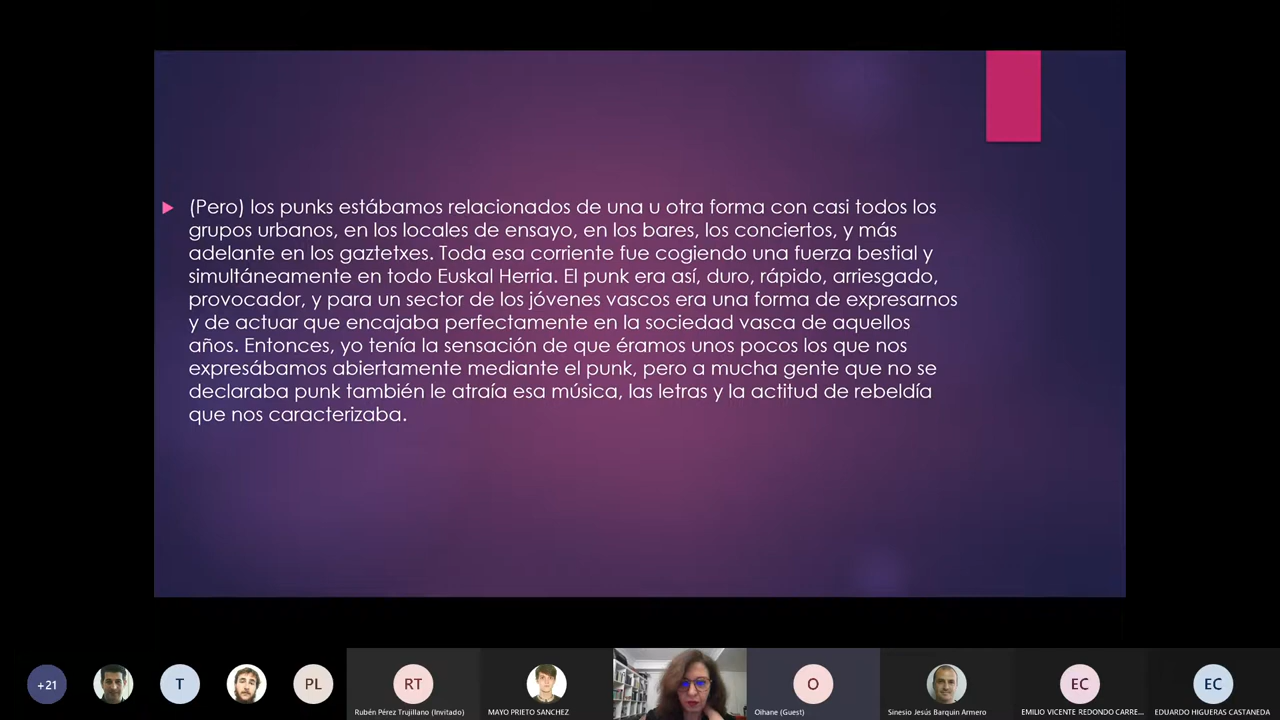 (Pero) los punks estábamos relacionados de una u otra forma con casi todos los
grupos urbanos, en los locales de ensayo, en los bares, los conciertos, y más
adelante en los gaztetxes. Toda esa corriente fue cogiendo una fuerza bestial y
simultáneamente en todo Euskal Herria. El punk era así, duro, rápido, arriesgado,
provocador, y para un sector de los jóvenes vascos era una forma de expresarnos
y de actuar que encajaba perfectamente en la sociedad vasca de aquellos
años. Entonces, yo tenía la sensación de que éramos unos pocos los que nos
expresábamos abiertamente mediante el punk, pero a mucha gente que no se
declaraba punk también le atraía esa música, las letras y la actitud de rebeldía
que nos caracterizaba.
+21 T PL RT O EC EC
Rubén Pérez Trujillano (Invitado) MAYO PRIETO SANCHEZ Oihane (Guest) Sinesio Jesús Barquin Armero EMILIO VICENTE REDONDO CARRE... EDUARDO HIGUERAS CASTANEDA